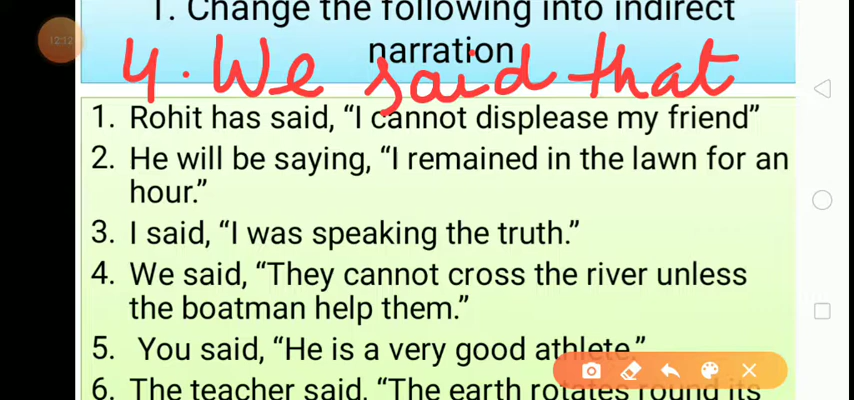 1. Change the following into indirect
narration
12:12
4. We said that
1. Rohit has said, “I cannot displease my friend”
2. He will be saying, “I remained in the lawn for an
hour.”
3. I said, “I was speaking the truth.”
4. We said, “They cannot cross the river unless
the boatman help them.”
5. You said, “He is a very good athlete.”
6. The teacher said, “The earth rotates round its